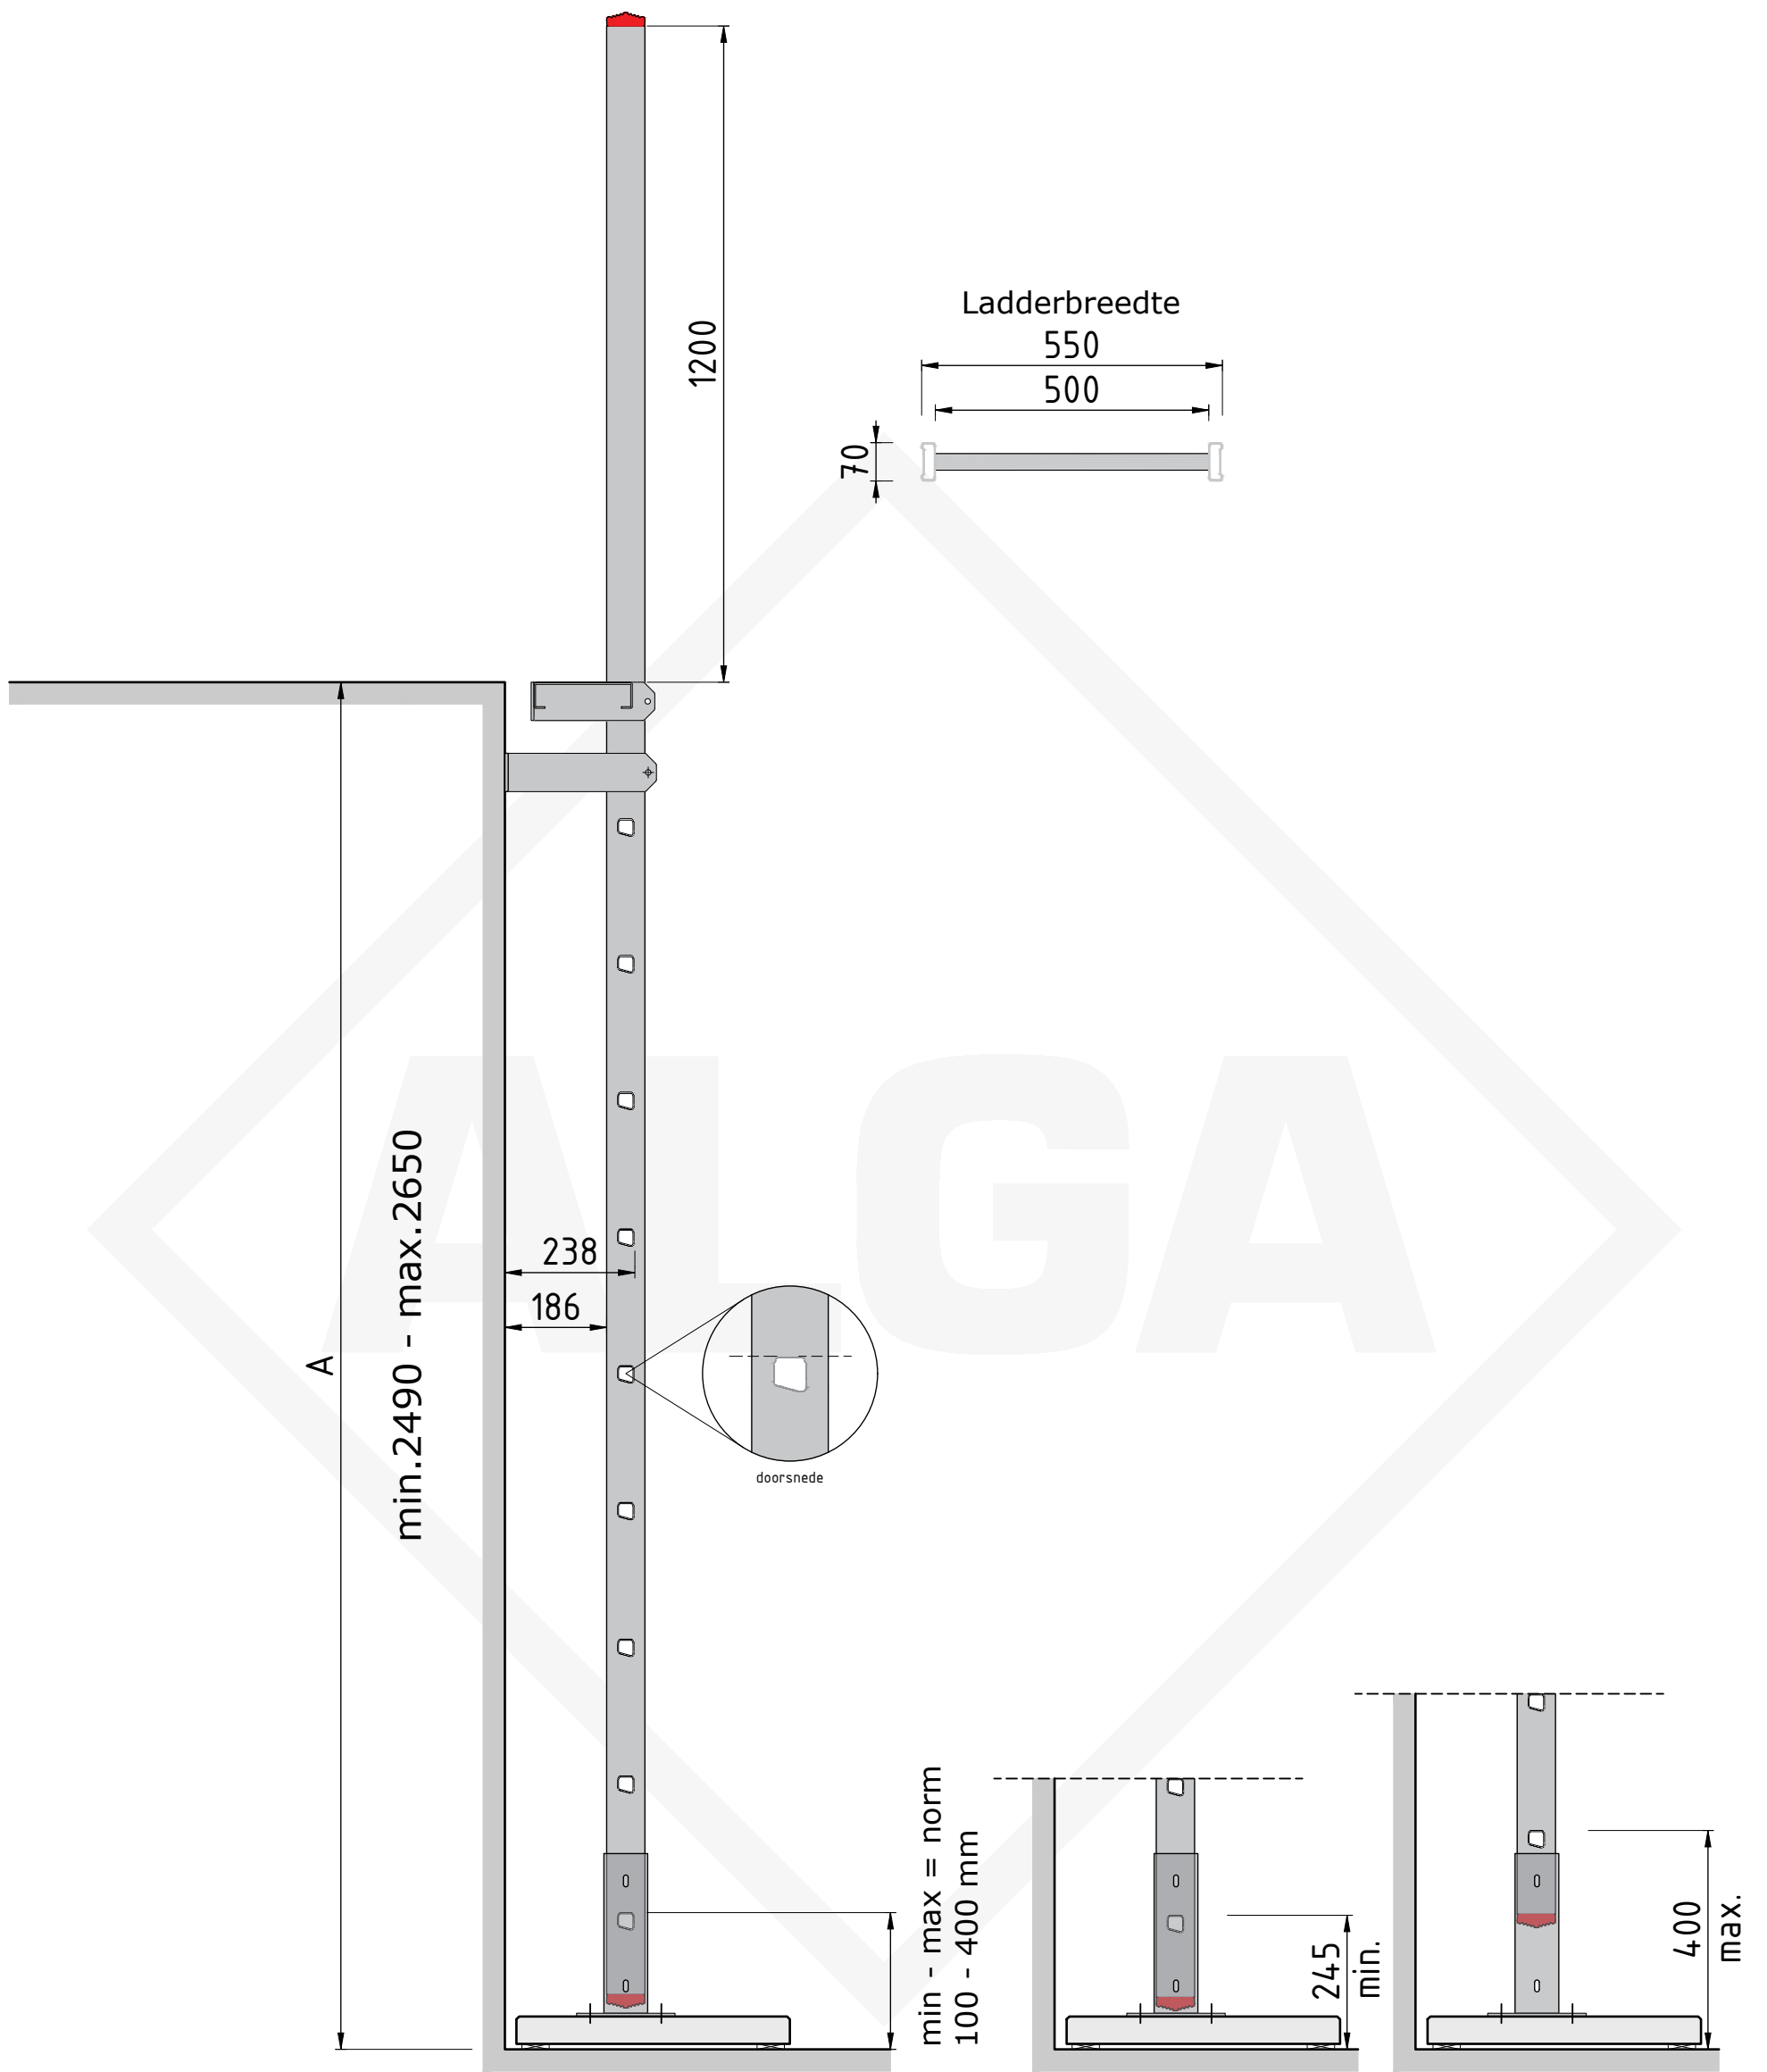 1200
Ladderbreedte
550
500
70
ALGA
A
min.2490 - max.2650
238
186
doorsnede
min - max = norm
100 - 400 mm
245
min.
400
max.